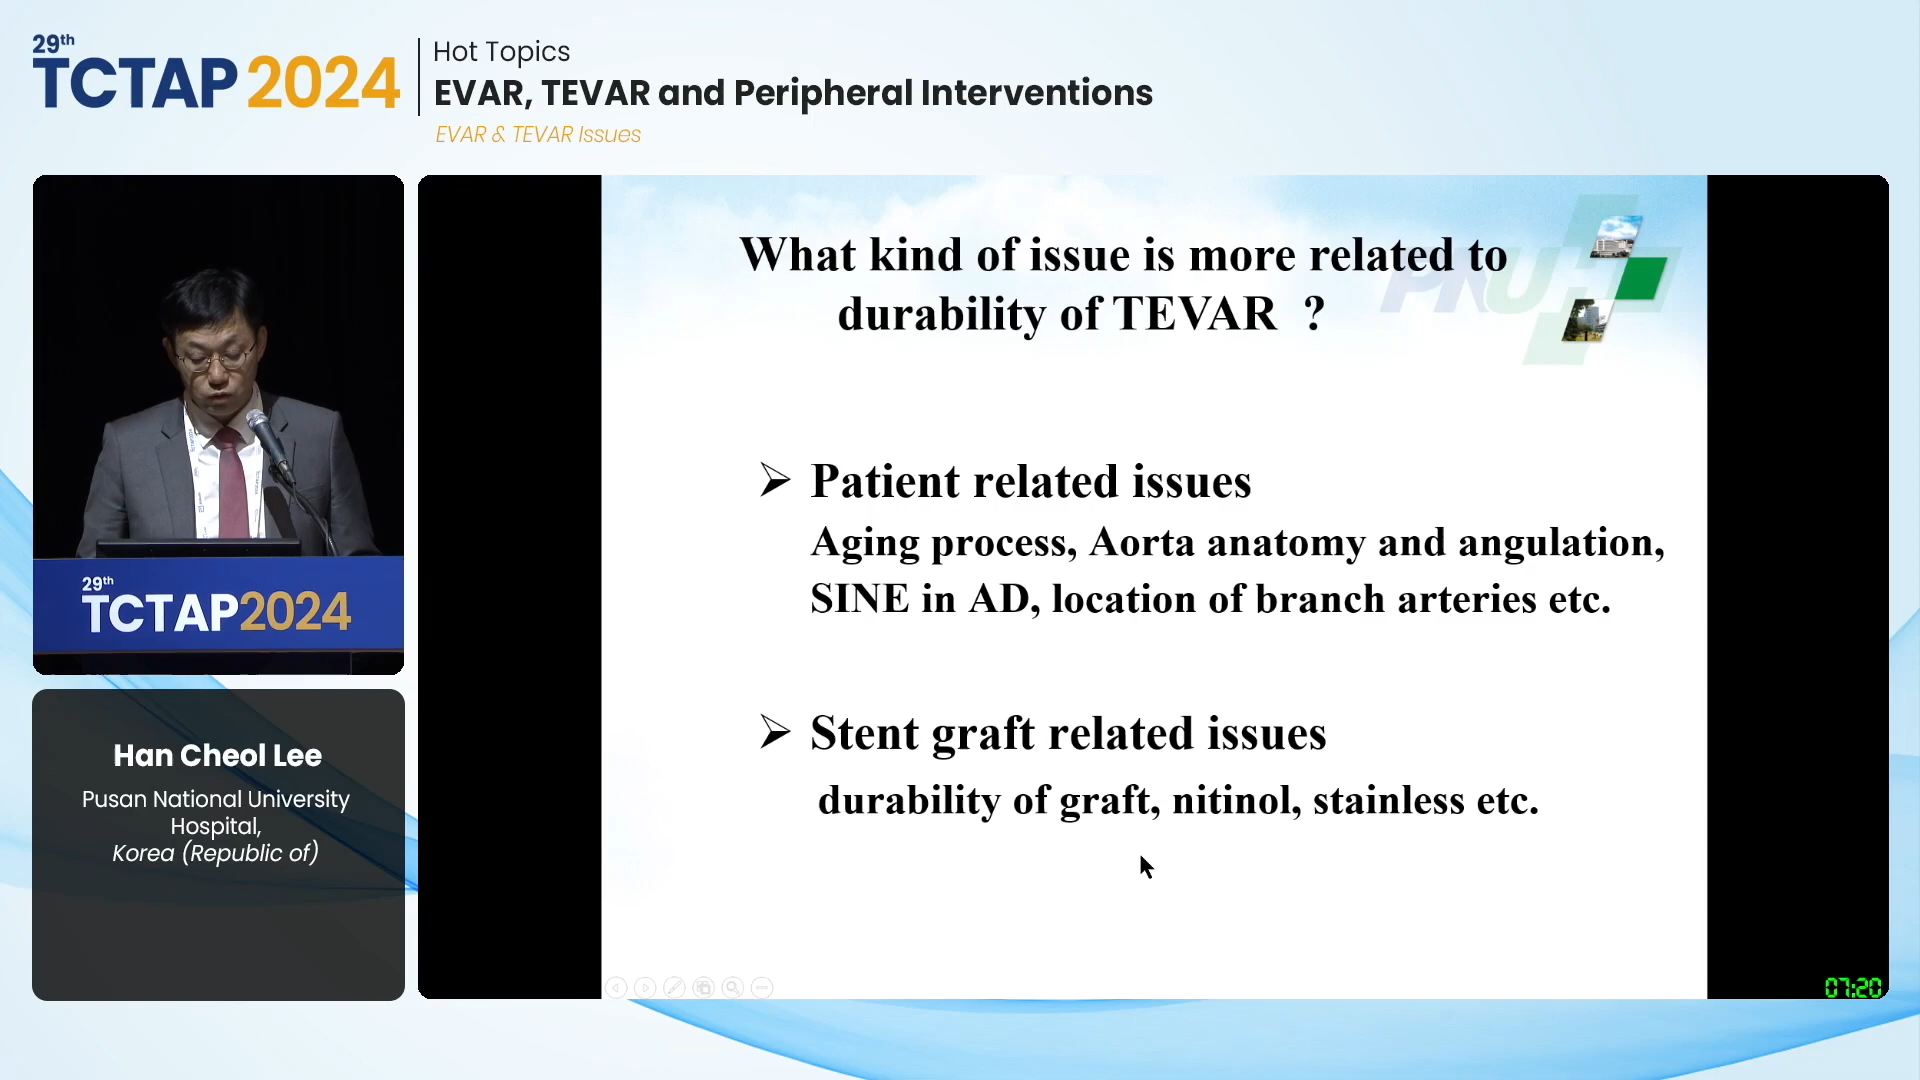 29th
TCTAP 2024
Hot Topics
EVAR, TEVAR and Peripheral Interventions
EVAR & TEVAR Issues
PNUH
What kind of issue is more related to
durability of TEVAR ?
➢ Patient related issues
Aging process, Aorta anatomy and angulation,
SINE in AD, location of branch arteries etc.
➢ Stent graft related issues
durability of graft, nitinol, stainless etc.
29th
TCTAP2024
Han Cheol Lee
Pusan National University
Hospital,
Korea (Republic of)
07:20